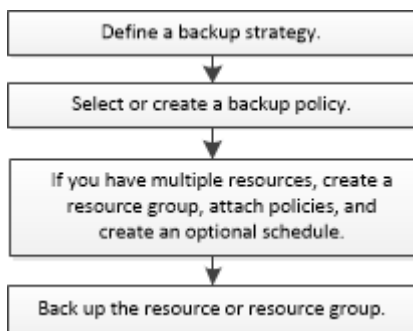 Define a backup strategy.
Select or create a backup policy.
If you have multiple resources, create a
resource group, attach policies, and
create an optional schedule.
Back up the resource or resource group.